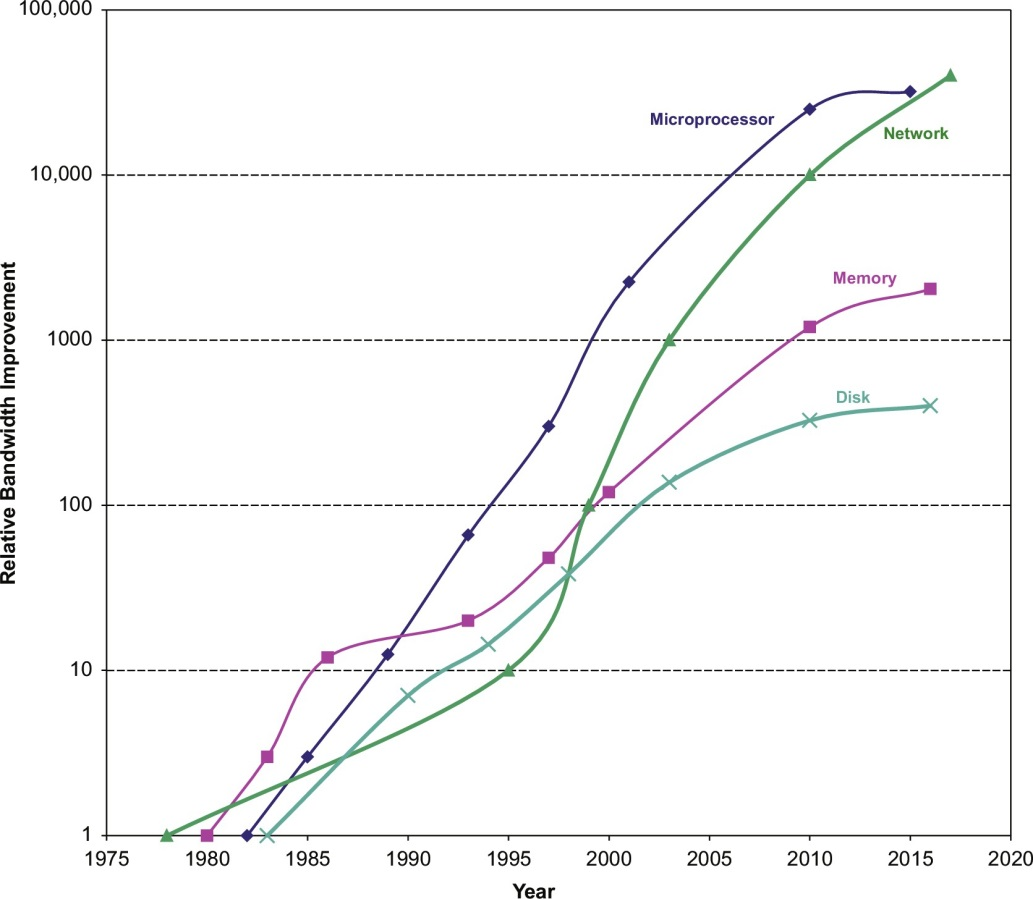 100,000
Microprocessor
Network
10,000
Memory
1000
Disk
100
10
1
Relative Bandwidth Improvement
1975 1980 1985 1990 1995 2000 2005 2010 2015 2020
Year